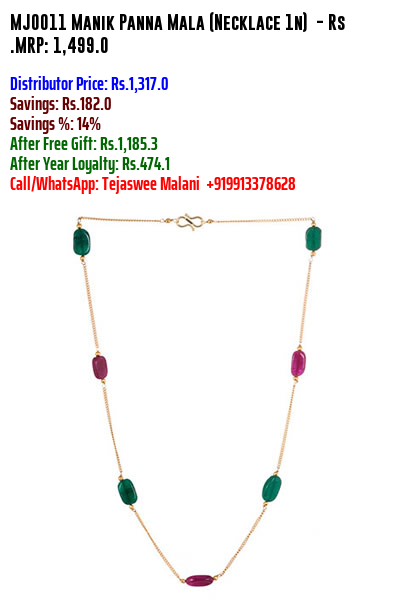 MJ0011 Manik Panna Mala (Necklace 1n) - Rs
.MRP: 1,499.0
Distributor Price: Rs.1,317.0
Savings: Rs.182.0
Savings %: 14%
After Free Gift: Rs.1,185.3
After Year Loyalty: Rs.474.1
Call/WhatsApp: Tejaswee Malani +919913378628